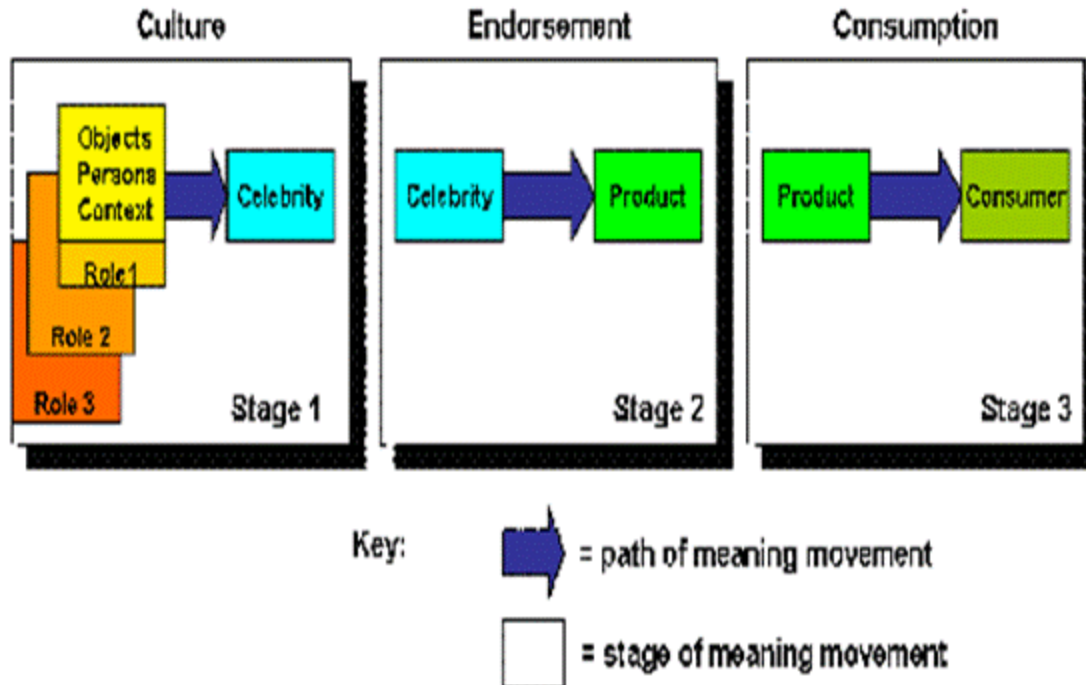 Culture
Endorsement
Consumption
Objects
Persons
Context
Role1
Role 2
Role 3
Celebrity
Stage 1
Celebrity
Product
Stage 2
Product
Consumer
Stage 3
Key:
= path of meaning movement
= stage of meaning movement